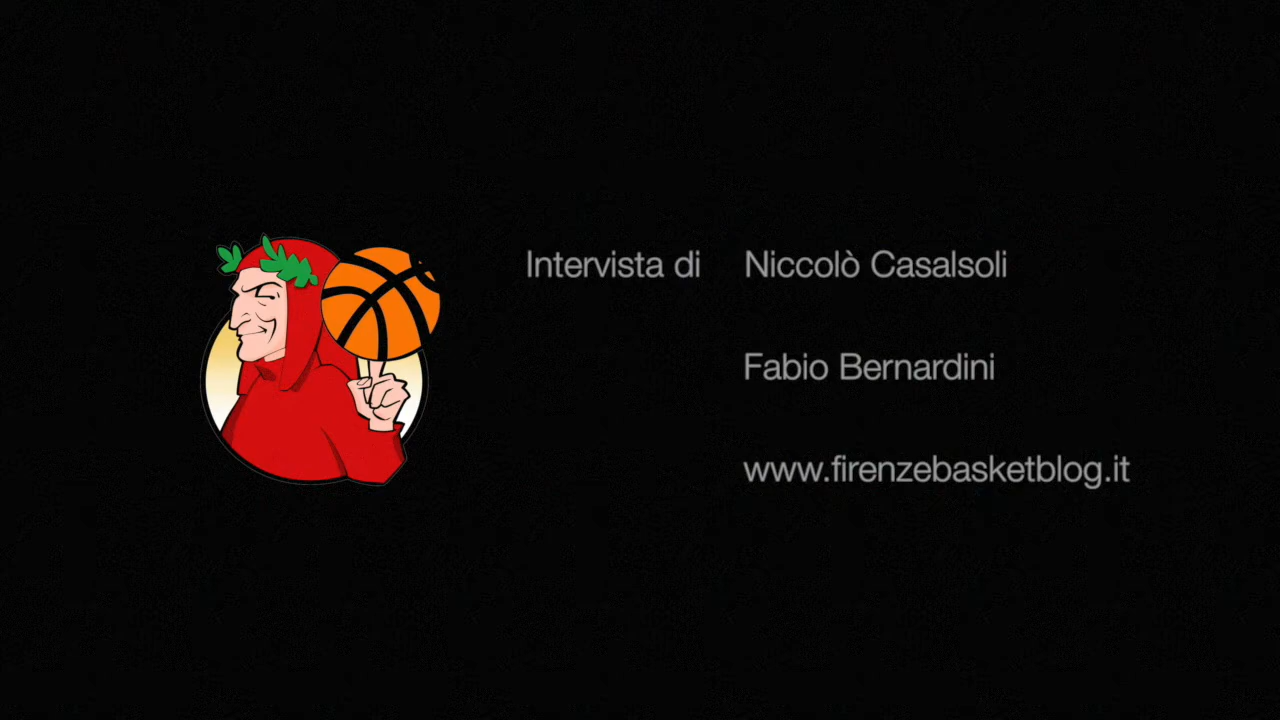 Intervista di Niccolò Casalsoli
Fabio Bernardini
www.firenzebasketblog.it